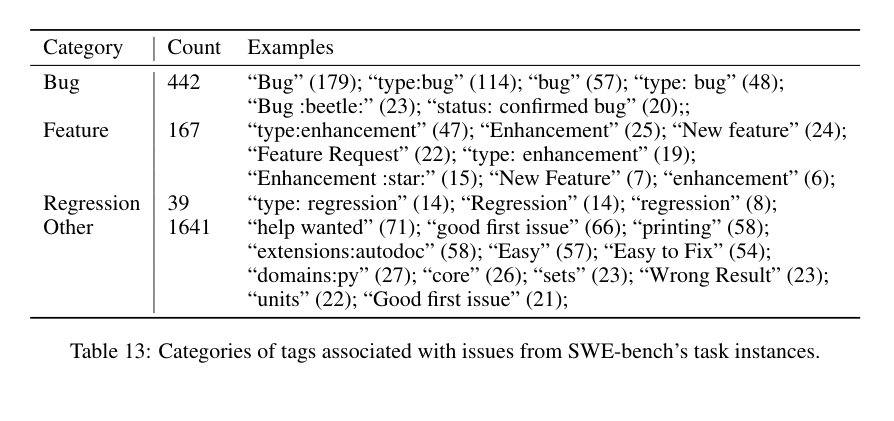 Category Count Examples
Bug 442 “Bug” (179); “type:bug” (114); “bug” (57); “type: bug” (48);
“Bug :beetle:” (23); “status: confirmed bug” (20);;
Feature 167 “type:enhancement” (47); “Enhancement” (25); “New feature” (24);
“Feature Request” (22); “type: enhancement” (19);
“Enhancement :star:” (15); “New Feature” (7); “enhancement” (6);
Regression 39 “type: regression” (14); “Regression” (14); “regression” (8);
Other 1641 “help wanted” (71); “good first issue” (66); “printing” (58);
“extensions:autodoc” (58); “Easy” (57); “Easy to Fix” (54);
“domains:py” (27); “core” (26); “sets” (23); “Wrong Result” (23);
“units” (22); “Good first issue” (21);
Table 13: Categories of tags associated with issues from SWE-bench’s task instances.